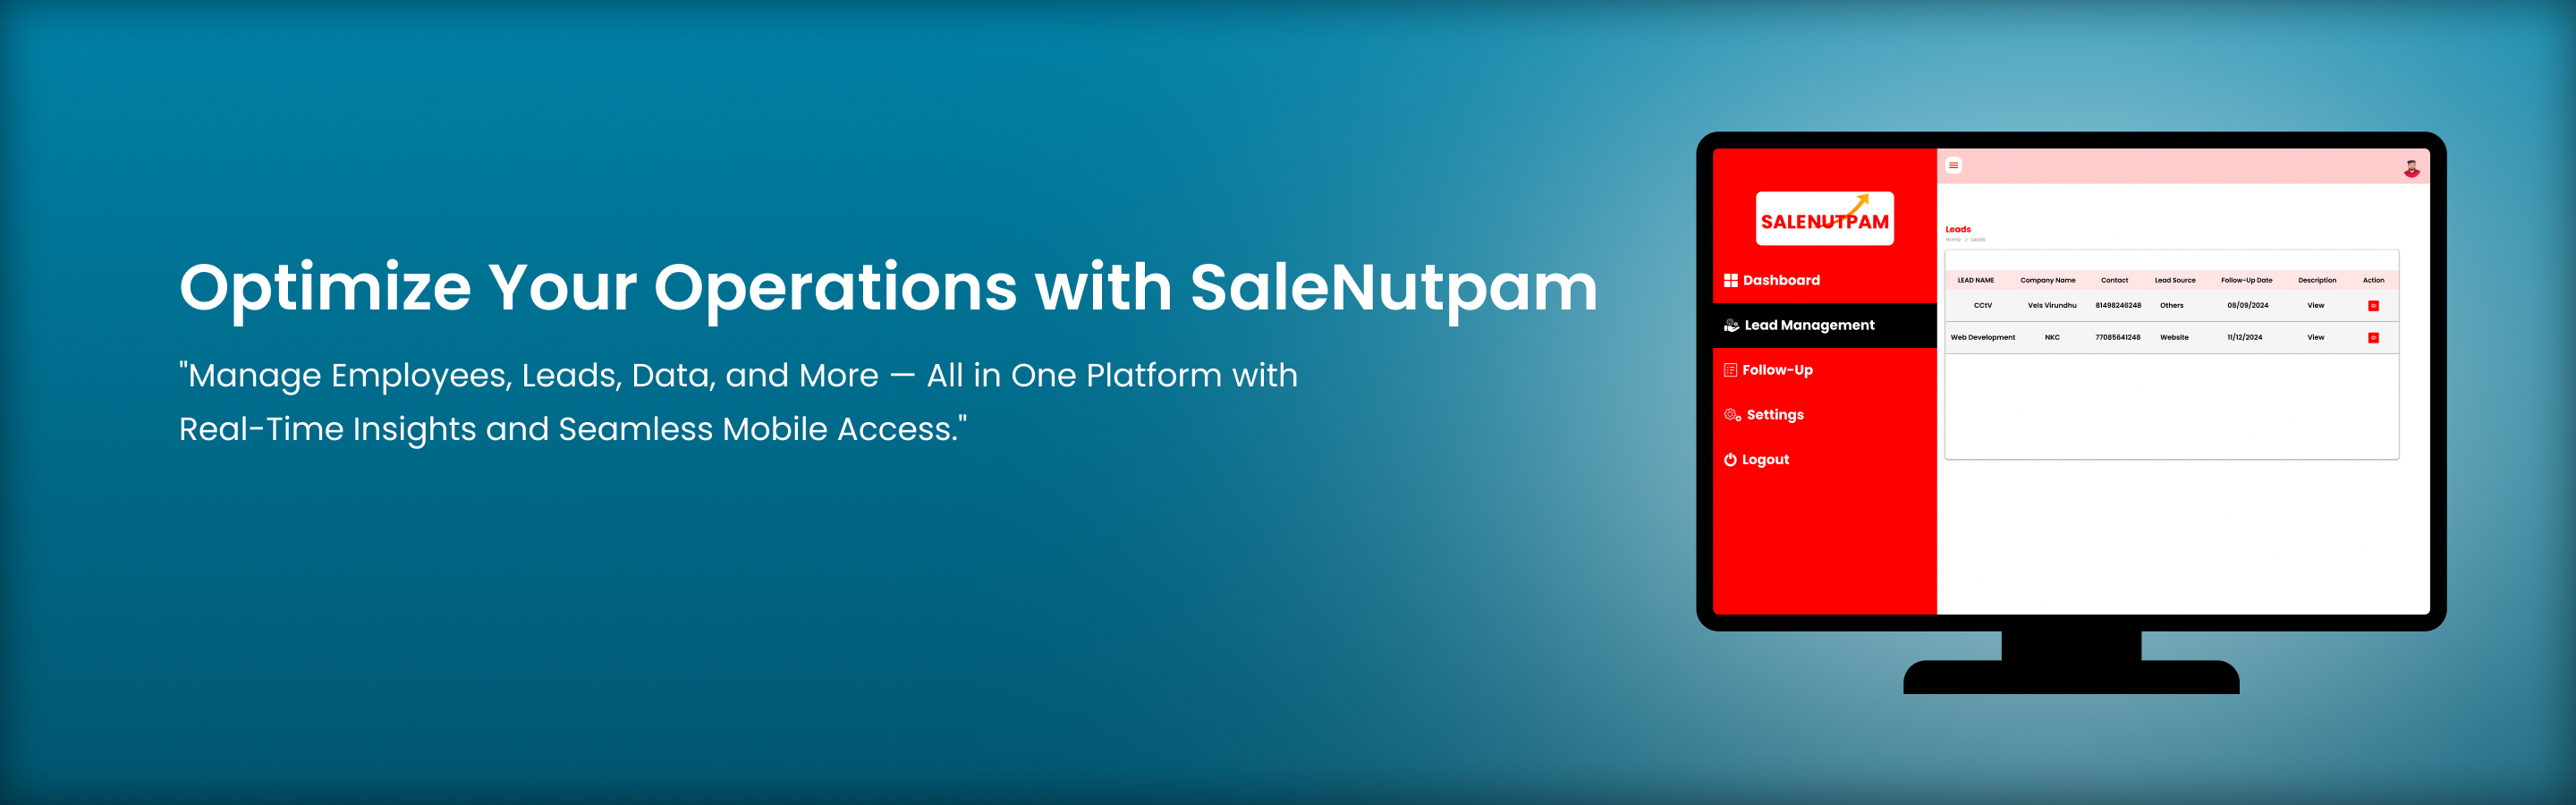 Optimize Your Operations with SaleNutpam
"Manage Employees, Leads, Data, and More — All in One Platform with
Real-Time Insights and Seamless Mobile Access."
SALENUTPAM
Dashboard
Lead Management
Follow-Up
Settings
Logout
Leads
Home > Leads
LEAD NAME Company Name Contact Lead Source Follow-Up Date Description Action
CCtV Vels Virundhu 81498246248 Others 08/09/2024 View
Web Development NKC 77085641248 Website 11/12/2024 View